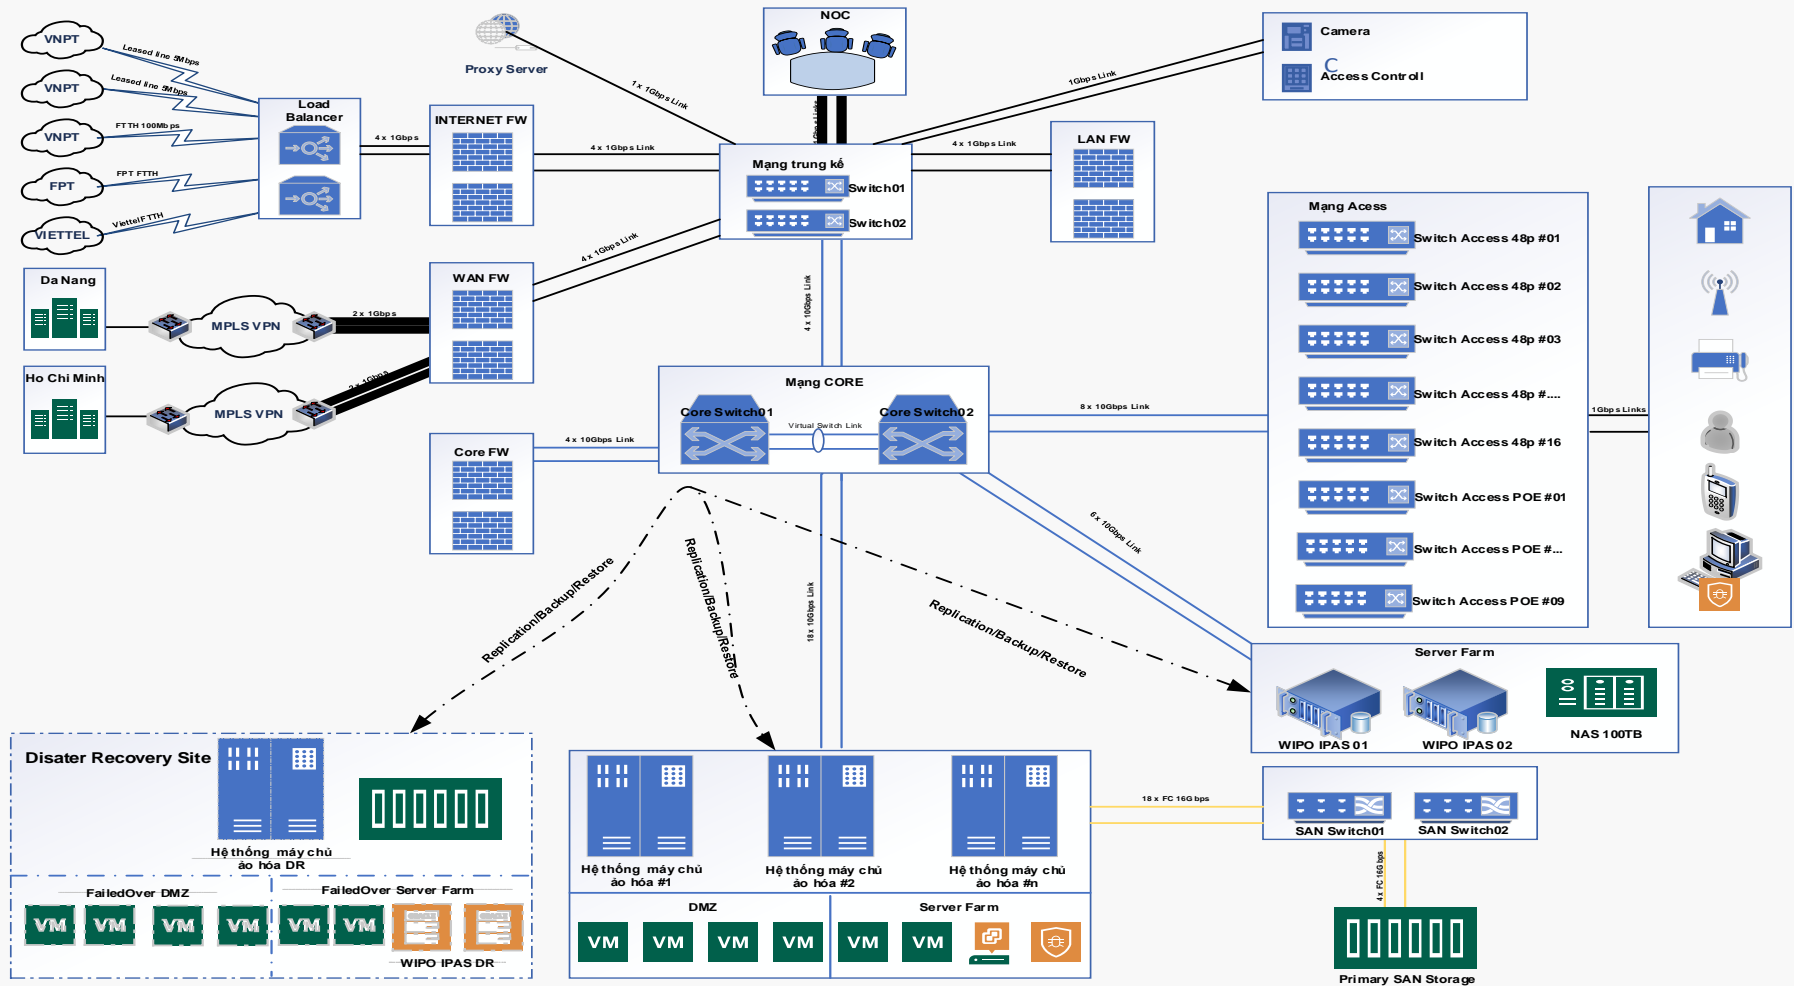 VNPT
Leased line 5Mbps
VNPT
Leased line 5Mbps
VNPT
FTTH 100Mbps
FPT
FPT FTTH
VIETTEL
Viettel FTTH
Load
Balancer
4 x 1Gbps
INTERNET FW
4 x 1Gbps Link
Proxy Server
1 x 1Gbps Link
NOC
1Gbps Links
1Gbps Link
Camera
C
Access Controll
Mạng trung kế
Switch01
Switch02
4 x 1Gbps Link
LAN FW
Da Nang
MPLS VPN
2 x 1Gbps
Ho Chi Minh
MPLS VPN
2 x 1Gbps
WAN FW
4 x 1Gbps Link
4 x 10Gbps Link
Mạng CORE
Core Switch01
Core Switch02
Virtual Switch Link
Core FW
4 x 10Gbps Link
8 x 10Gbps Link
Mạng Acess
Switch Access 48p #01
Switch Access 48p #02
Switch Access 48p #03
Switch Access 48p #....
Switch Access 48p #16
Switch Access POE #01
Switch Access POE #...
Switch Access POE #09
1Gbps Links
6 x 10Gbps Link
18 x 10Gbps Link
Replication/Backup/Restore
Replication/Backup/Restore
Replication/Backup/Restore
Server Farm
WIPO IPAS 01
WIPO IPAS 02
NAS 100TB
Disater Recovery Site
Hệ thống máy chủ
ảo hóa DR
FailedOver DMZ
VM
VM
VM
VM
FailedOver Server Farm
VM
VM
ORACLE
ORACLE
WIPO IPAS DR
Hệ thống máy chủ
ảo hóa #1
Hệ thống máy chủ
ảo hóa #2
Hệ thống máy chủ
ảo hóa #n
DMZ
VM
VM
VM
VM
Server Farm
VM
VM
18 x FC 16Gbps
SAN Switch01
SAN Switch02
4 x FC 16Gbps
Primary SAN Storage